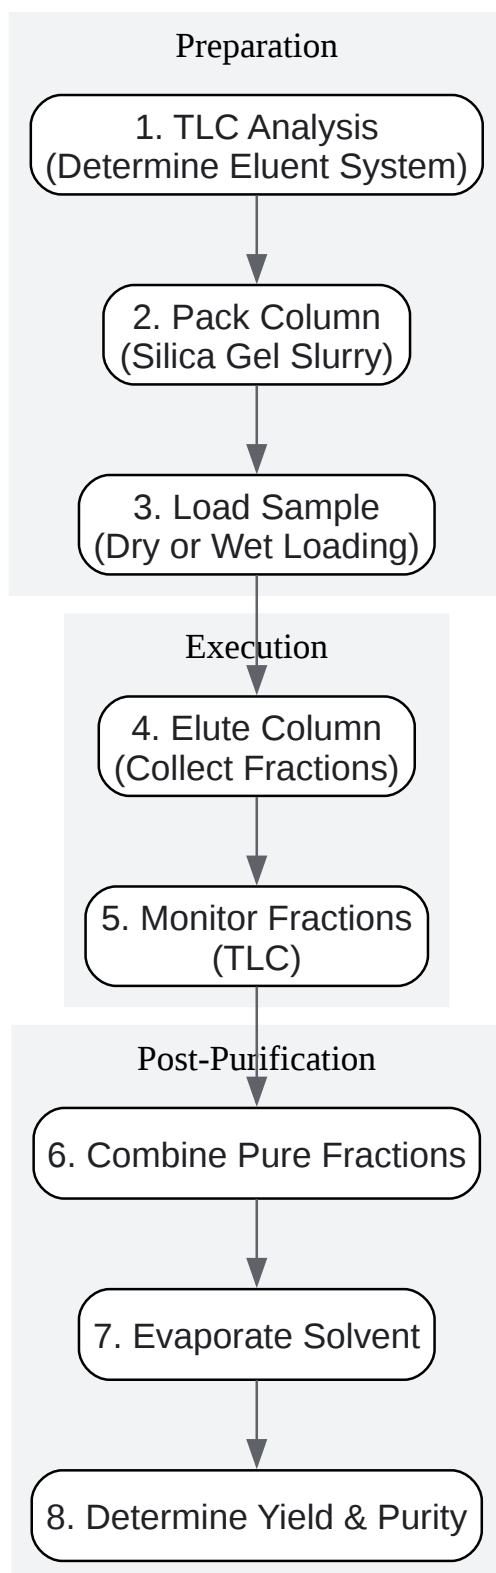 Preparation
1. TLC Analysis
(Determine Eluent System)
2. Pack Column
(Silica Gel Slurry)
3. Load Sample
(Dry or Wet Loading)
Execution
4. Elute Column
(Collect Fractions)
5. Monitor Fractions
(TLC)
Post-Purification
6. Combine Pure Fractions
7. Evaporate Solvent
8. Determine Yield & Purity